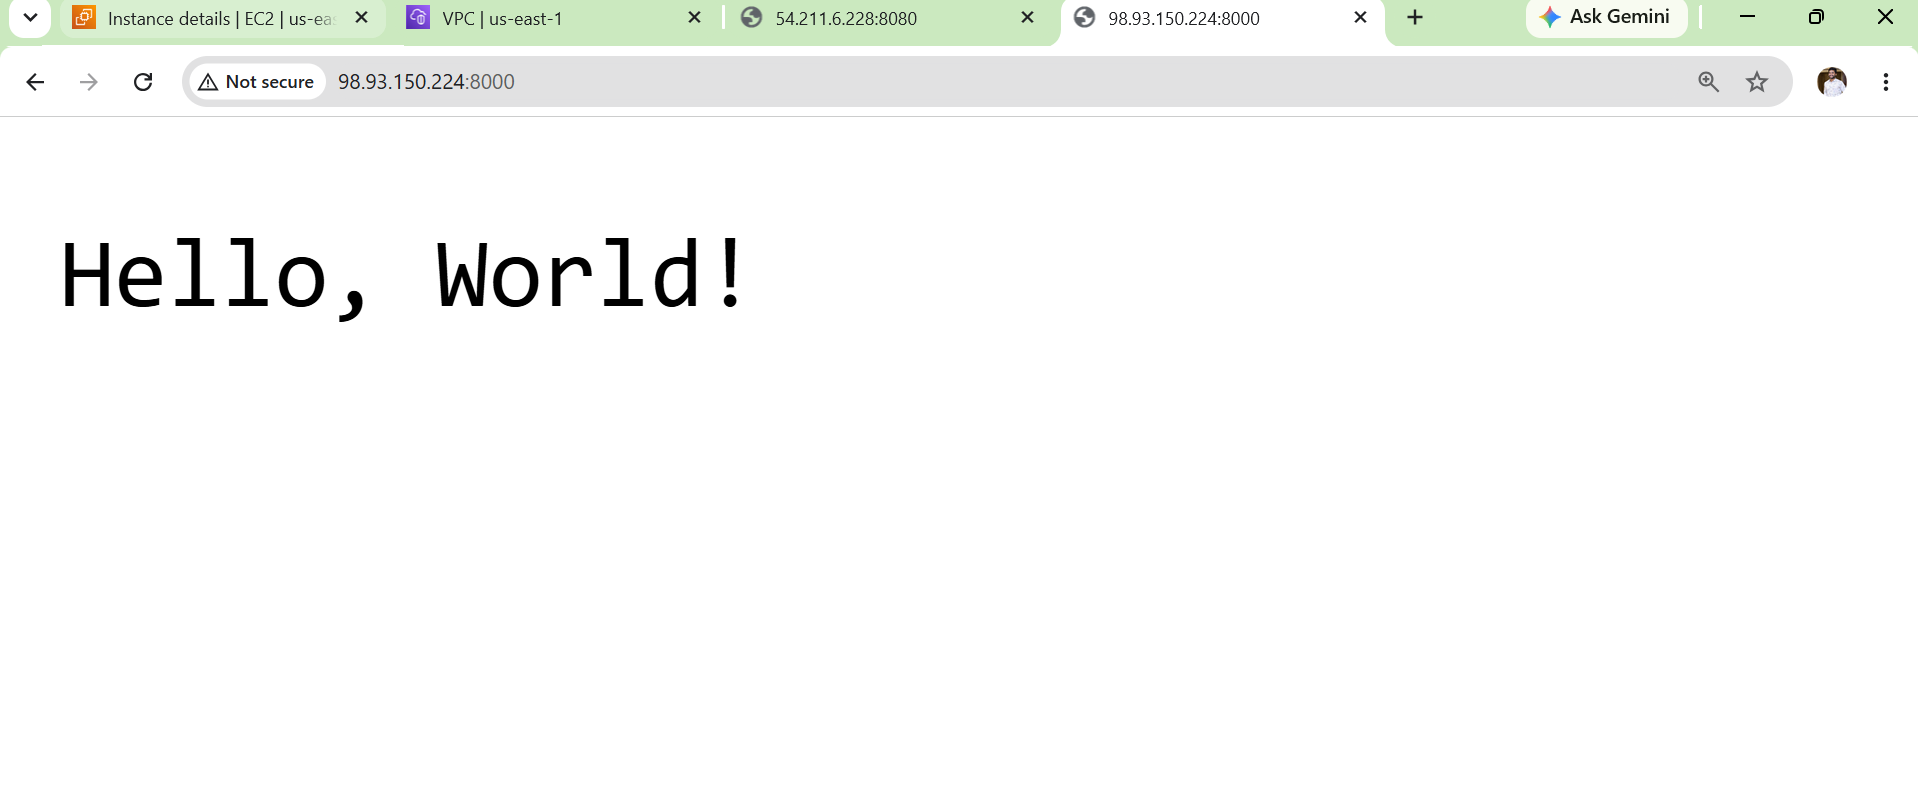 Instance details | EC2 | us-eas
VPC | us-east-1
54.211.6.228:8080
98.93.150.224:8000
Ask Gemini
Not secure
98.93.150.224:8000
Hello, World!